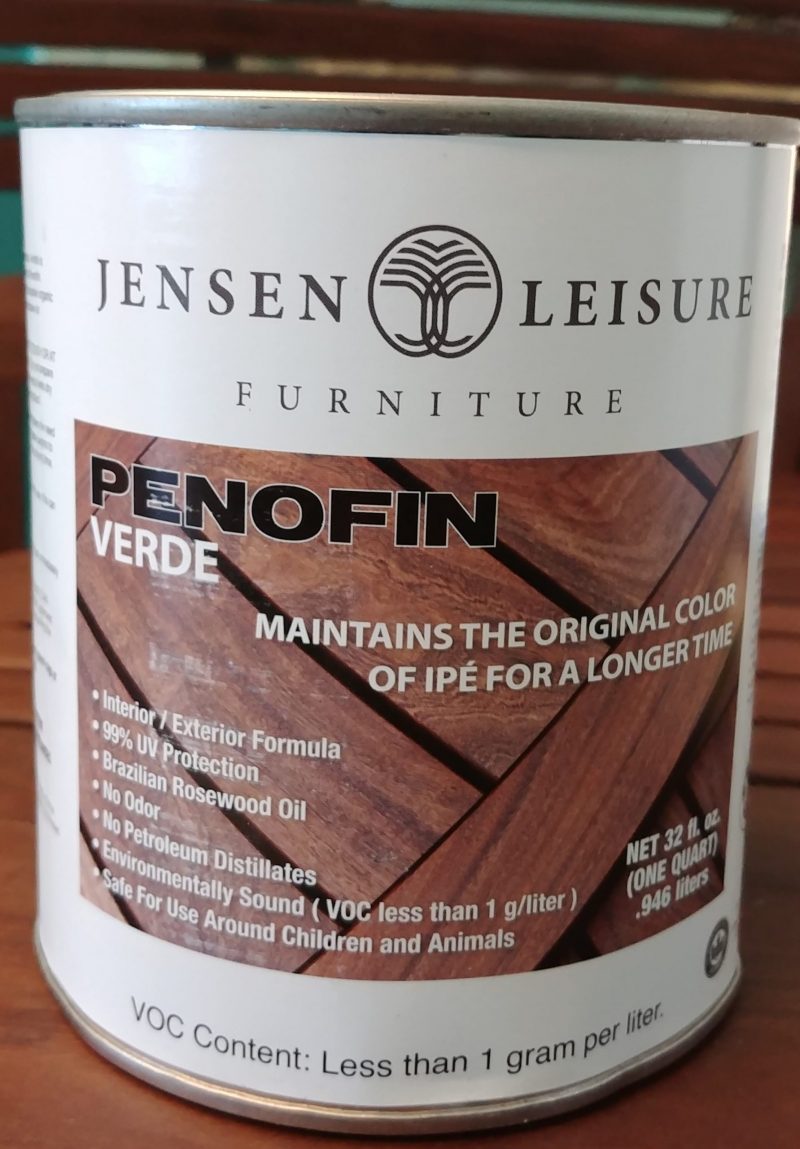 JENSEN LEISURE
FURNITURE
PENOFIN
VERDE
MAINTAINS THE ORIGINAL COLOR
OF IPÉ FOR A LONGER TIME
• Interior / Exterior Formula
• 99% UV Protection
• Brazilian Rosewood Oil
• No Odor
• No Petroleum Distillates
• Environmentally Sound ( VOC less than 1 g/liter )
• Safe For Use Around Children and Animals
NET 32 fl. oz.
(ONE QUART)
.946 liters
VOC Content: Less than 1 gram per liter.